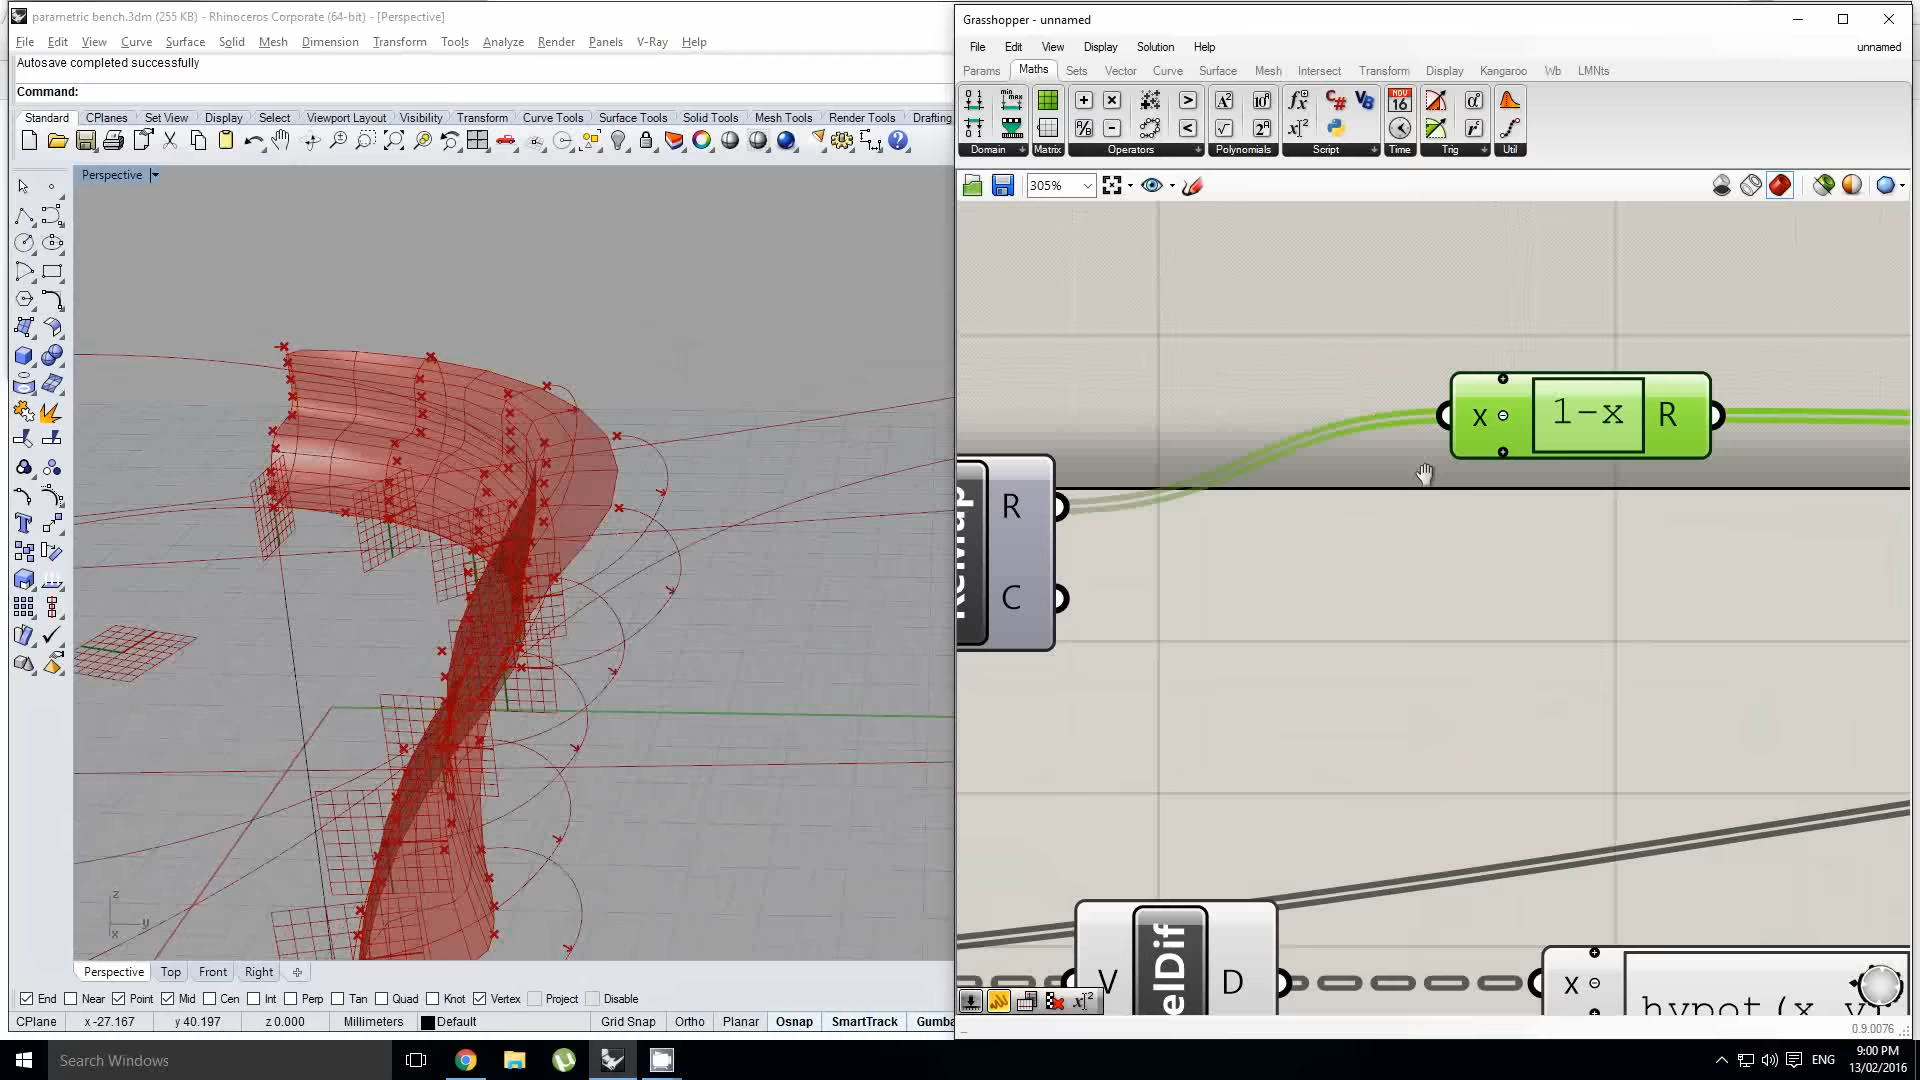 parametric bench.3dm (255 KB) - Rhinoceros Corporate (64-bit) - [Perspective]
File Edit View Curve Surface Solid Mesh Dimension Transform Tools Analyze Render Panels V-Ray Help
Autosave completed successfully
Command:
Standard CPlanes Set View Display Select Viewport Layout Visibility Transform Curve Tools Surface Tools Solid Tools Mesh Tools Render Tools Drafting
Perspective
z
y
x
Perspective Top Front Right
End Near Point Mid Cen Int Perp Tan Quad Knot Vertex Project Disable
CPlane x -27.167 y 40.197 z 0.000 Millimeters Default Grid Snap Ortho Planar Osnap SmartTrack Gumba
Grasshopper - unnamed
File Edit View Display Solution Help unnamed
Params Maths Sets Vector Curve Surface Mesh Intersect Transform Display Kangaroo Wb LMNts
Domain Matrix Operators Polynomials Script Time Trig Util
305%
x 1-x R
R
C
V D
x
hypot(x, y)
0.9.0076
Search Windows
ENG
9:00 PM
13/02/2016